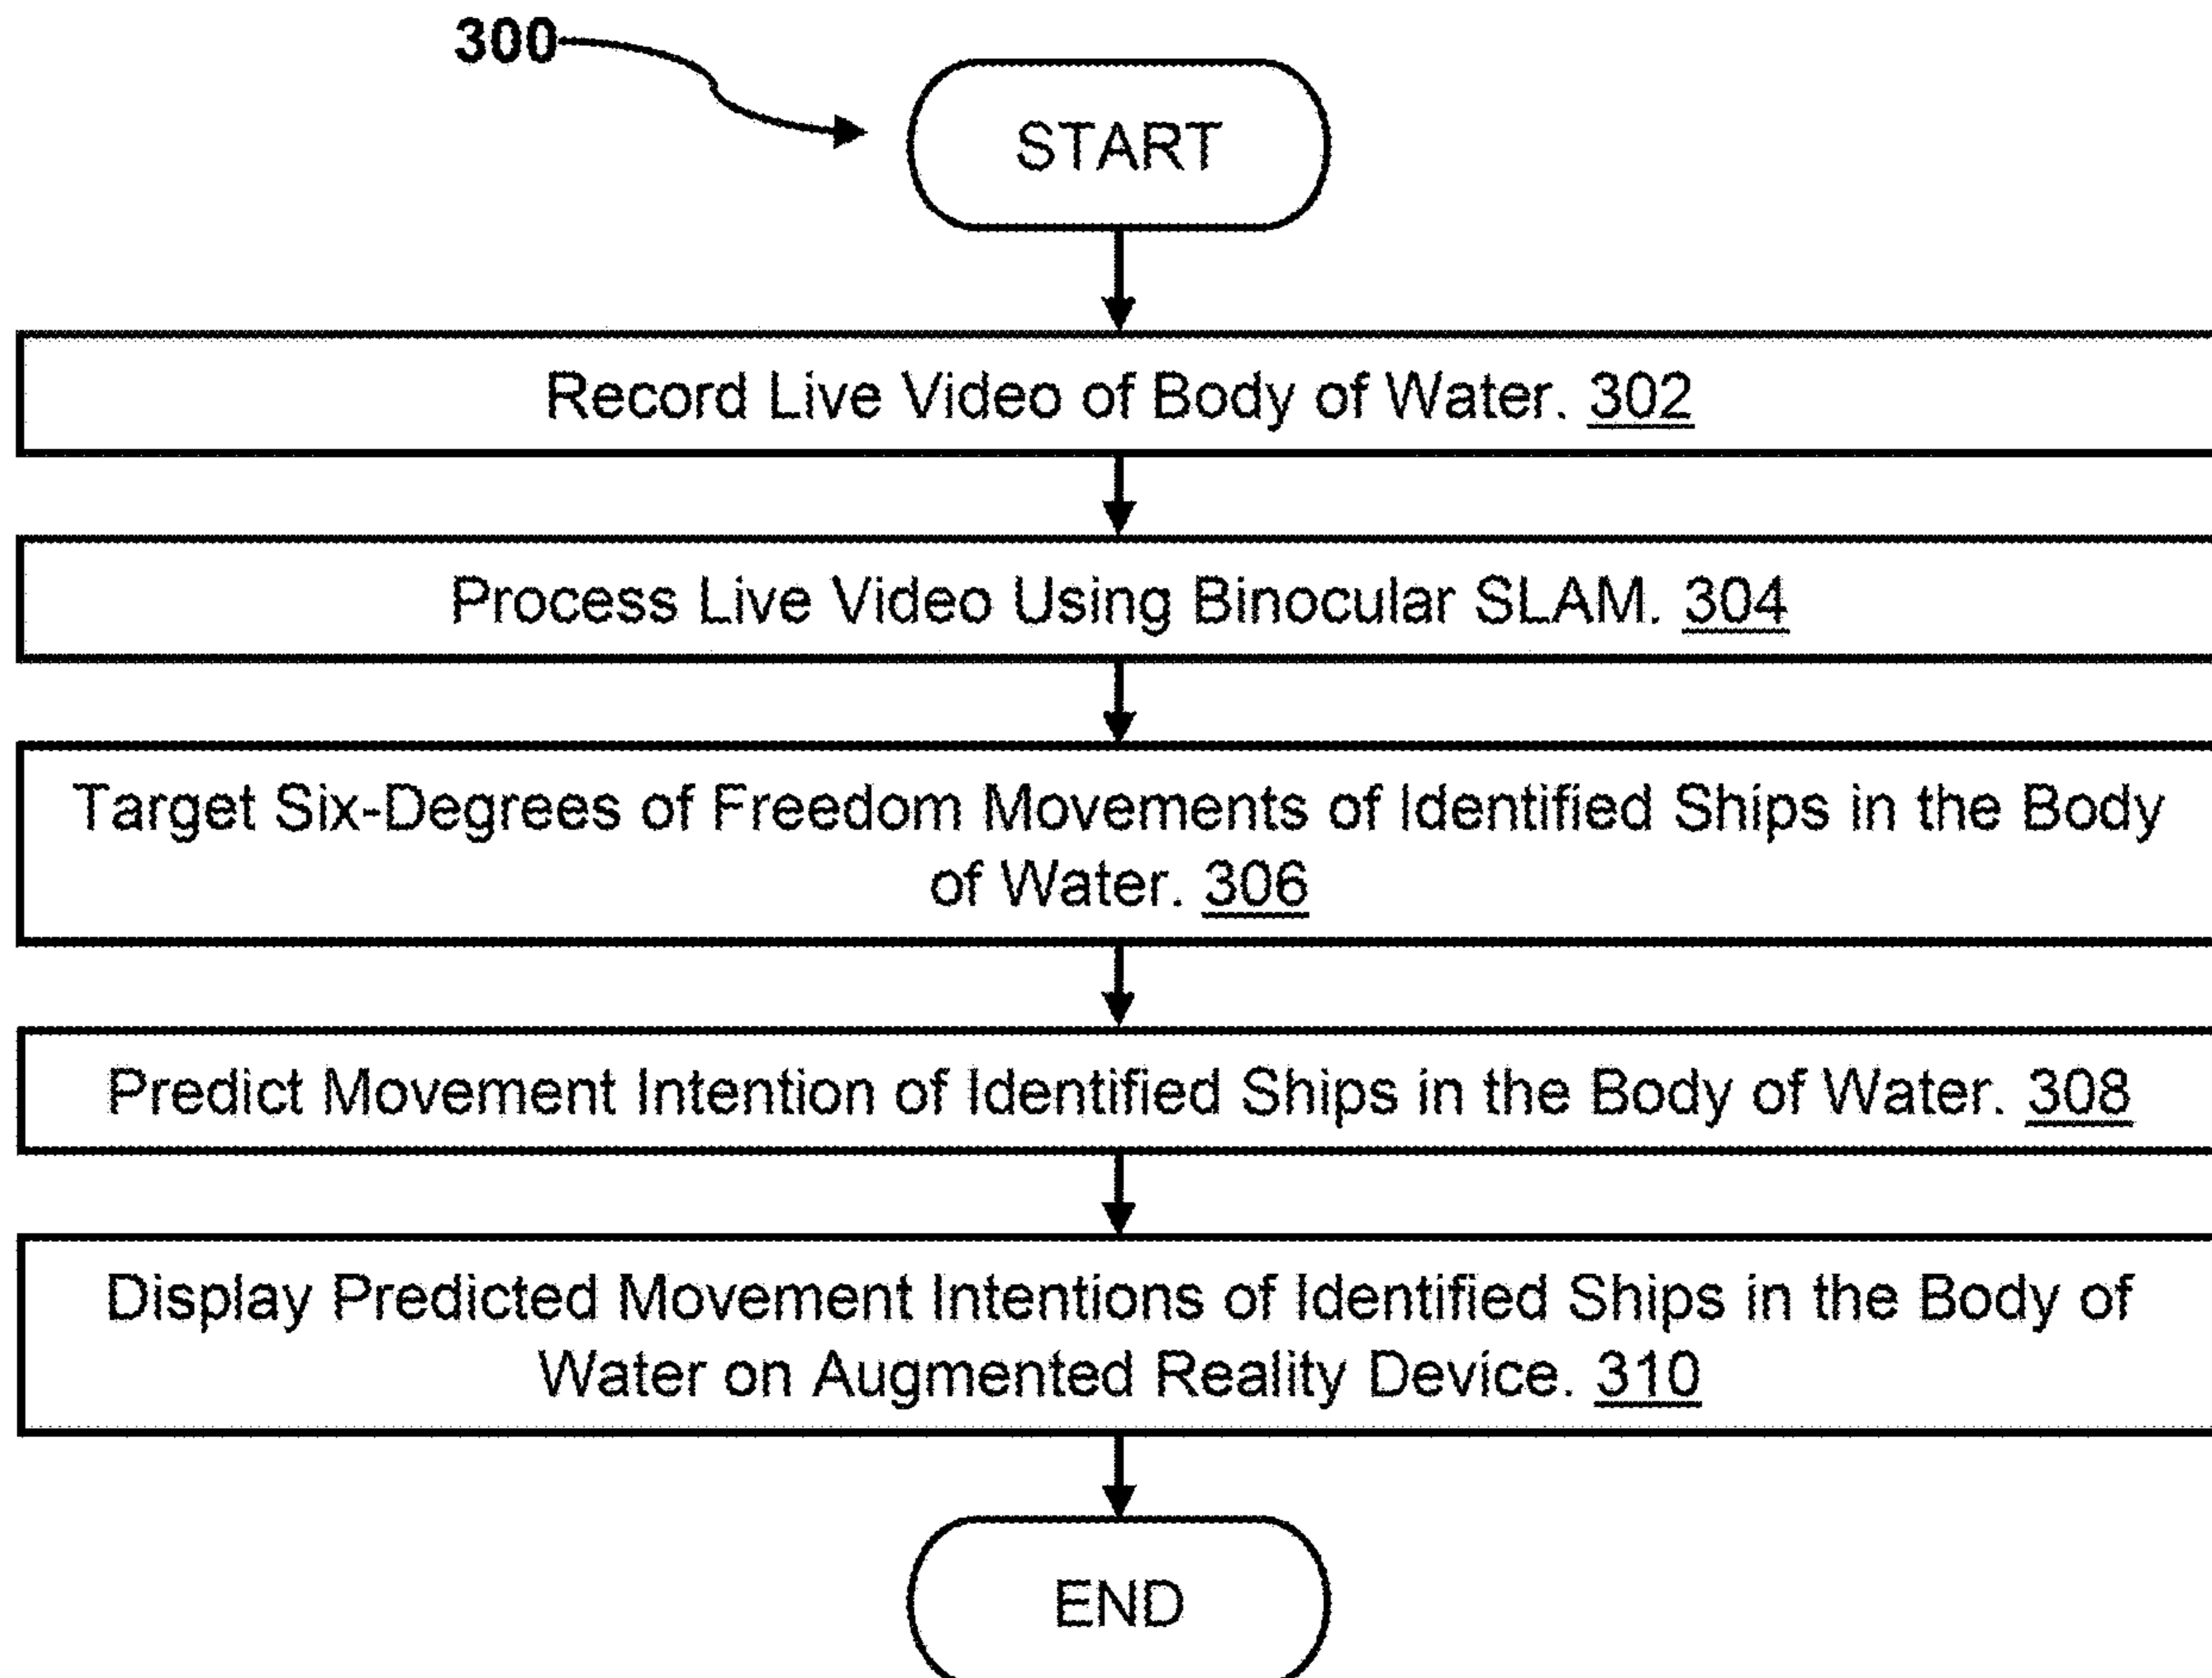 300
START
Record Live Video of Body of Water. 302
Process Live Video Using Binocular SLAM. 304
Target Six-Degrees of Freedom Movements of Identified Ships in the Body
of Water. 306
Predict Movement Intention of Identified Ships in the Body of Water. 308
Display Predicted Movement Intentions of Identified Ships in the Body of
Water on Augmented Reality Device. 310
END